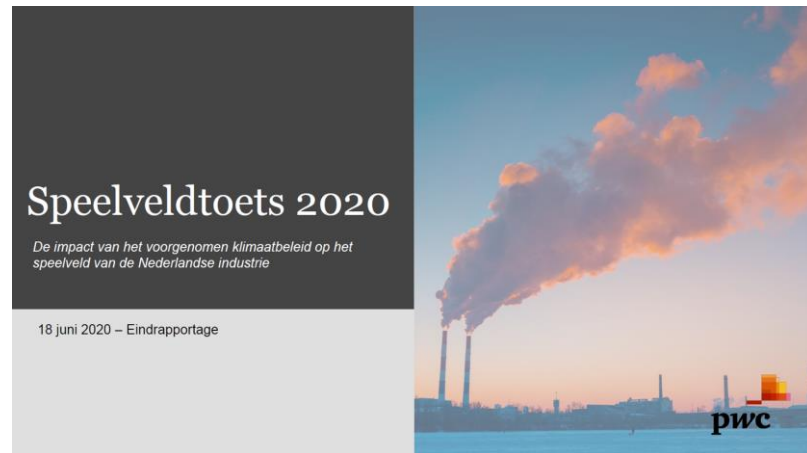 Speelveldtoets 2020
De impact van het voorgenomen klimaatbeleid op het
speelveld van de Nederlandse industrie
18 juni 2020 – Eindrapportage
pwc